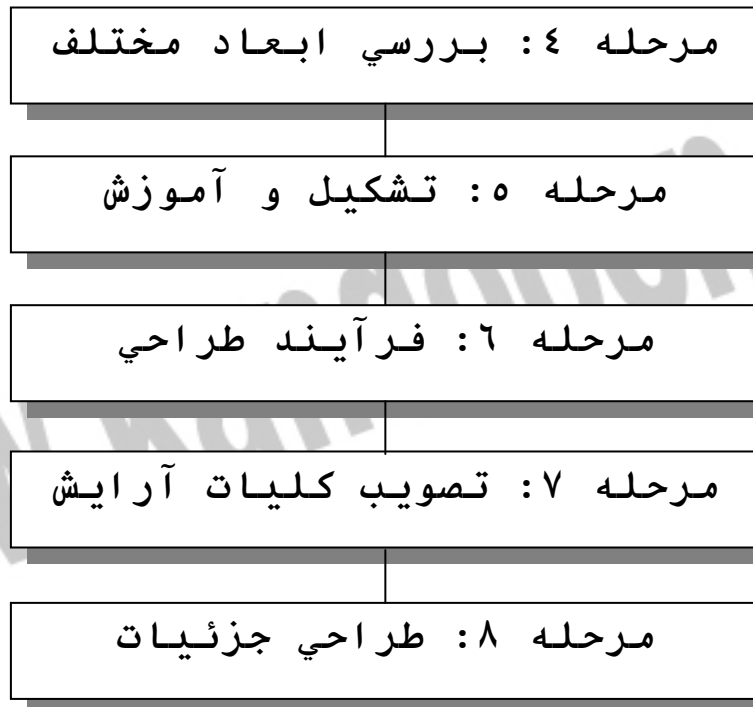 مرحله ٤: بررسي ابعاد مختلف
مرحله ٥: تشكيل و آموزش
مرحله ٦: فرآيند طراحي
مرحله ٧: تصويب كليات آرايش
مرحله ٨: طراحي جزئيات